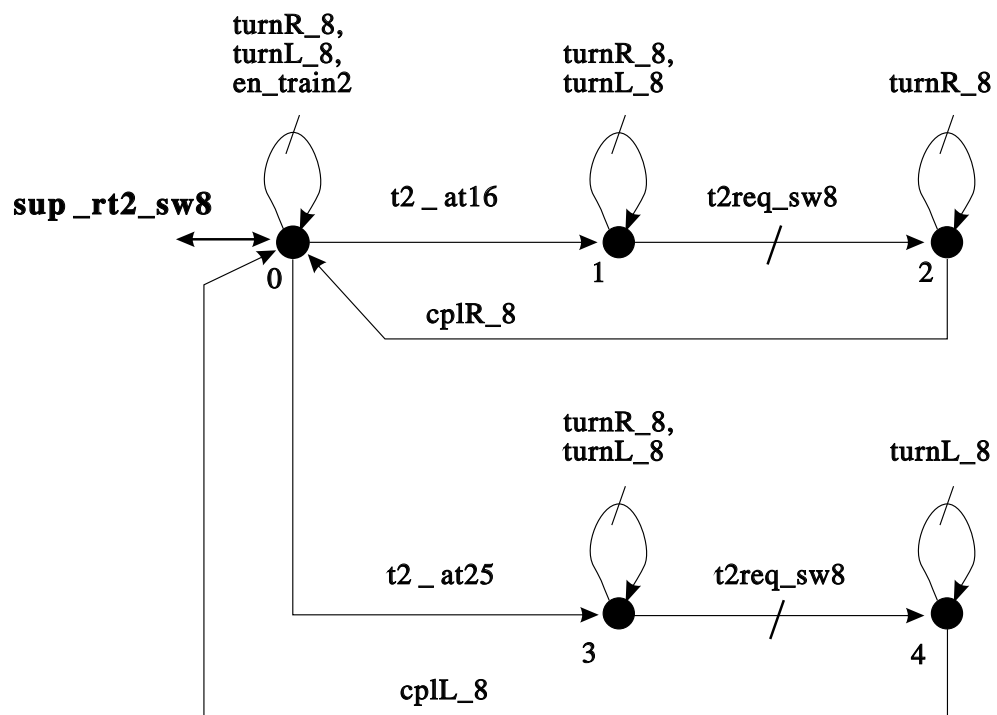 turnR_8,
turnL_8,
en_train2
turnR_8,
turnL_8
turnR_8
sup _rt2_sw8
t2 _ at16
t2req_sw8
0
1
2
cplR_8
turnR_8,
turnL_8
turnL_8
t2 _ at25
t2req_sw8
3
4
cplL_8